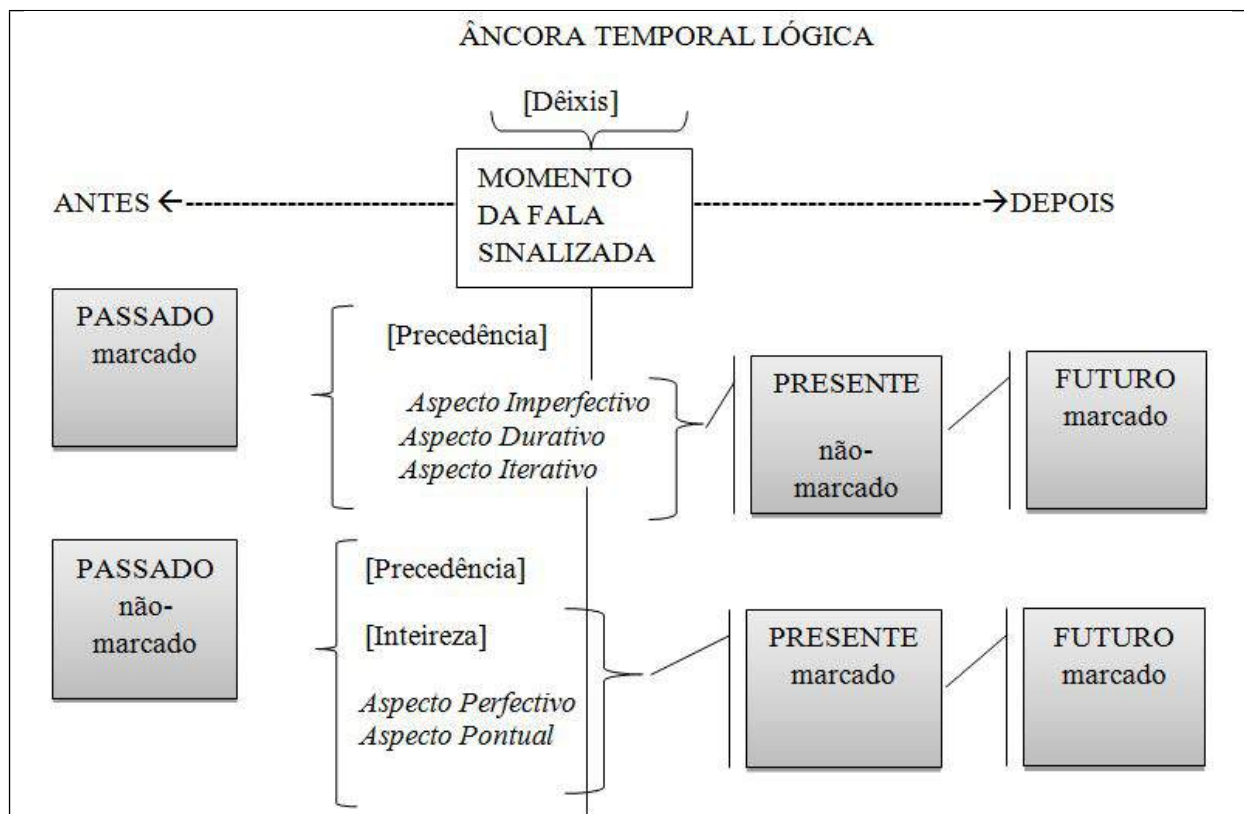 ÂNCORA TEMPORAL LÓGICA
[Dêixis]
MOMENTO
DA FALA
SINALIZADA
ANTES
DEPOIS
PASSADO
marcado
[Precedência]
Aspecto Imperfectivo
Aspecto Durativo
Aspecto Iterativo
PRESENTE
não-
marcado
FUTURO
marcado
PASSADO
não-
marcado
[Precedência]
[Inteireza]
Aspecto Perfectivo
Aspecto Pontual
PRESENTE
marcado
FUTURO
marcado